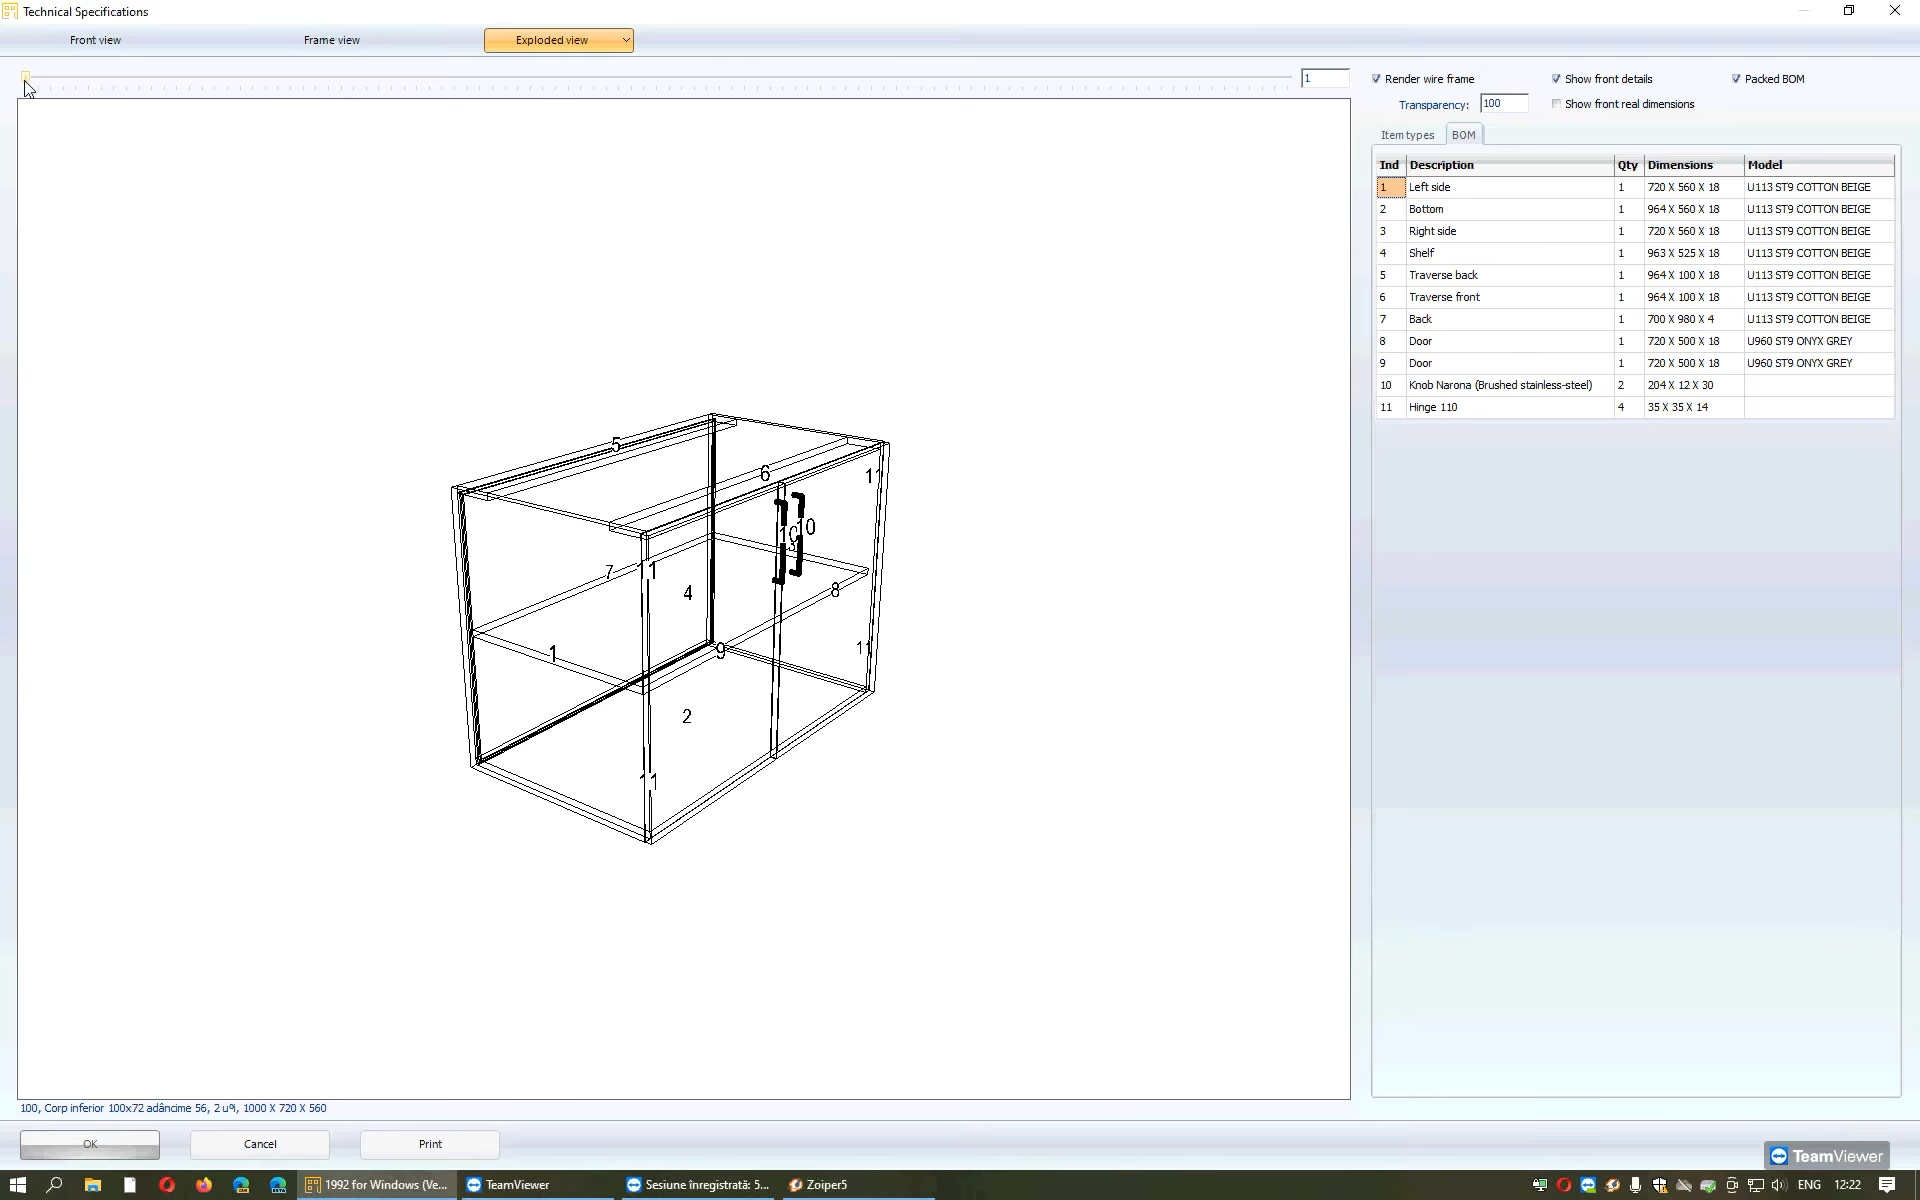 Technical Specifications
Front view
Frame view
Exploded view
1
Render wire frame
Show front details
Packed BOM
Transparency: 100
Show front real dimensions
Item types
BOM
Ind Description Qty Dimensions Model
1 Left side 1 720 X 560 X 18 U113 ST9 COTTON BEIGE
2 Bottom 1 964 X 560 X 18 U113 ST9 COTTON BEIGE
3 Right side 1 720 X 560 X 18 U113 ST9 COTTON BEIGE
4 Shelf 1 963 X 525 X 18 U113 ST9 COTTON BEIGE
5 Traverse back 1 964 X 100 X 18 U113 ST9 COTTON BEIGE
6 Traverse front 1 964 X 100 X 18 U113 ST9 COTTON BEIGE
7 Back 1 700 X 980 X 4 U113 ST9 COTTON BEIGE
8 Door 1 720 X 500 X 18 U960 ST9 ONYX GREY
9 Door 1 720 X 500 X 18 U960 ST9 ONYX GREY
10 Knob Narona (Brushed stainless-steel) 2 204 X 12 X 30
11 Hinge 110 4 35 X 35 X 14
5
6
11
10
10
3
7
11
4
8
1
9
11
2
11
100, Corp inferior 100x72 adâncime 56, 2 uși, 1000 X 720 X 560
OK
Cancel
Print
TeamViewer
1992 for Windows (Ve...
TeamViewer
Sesiune înregistrată: 5...
Zoiper5
ENG
12:22